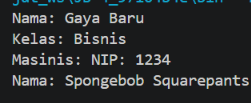 Nama: Gaya Baru
Kelas: Bisnis
Masinis: NIP: 1234
Nama: Spongebob Squarepants